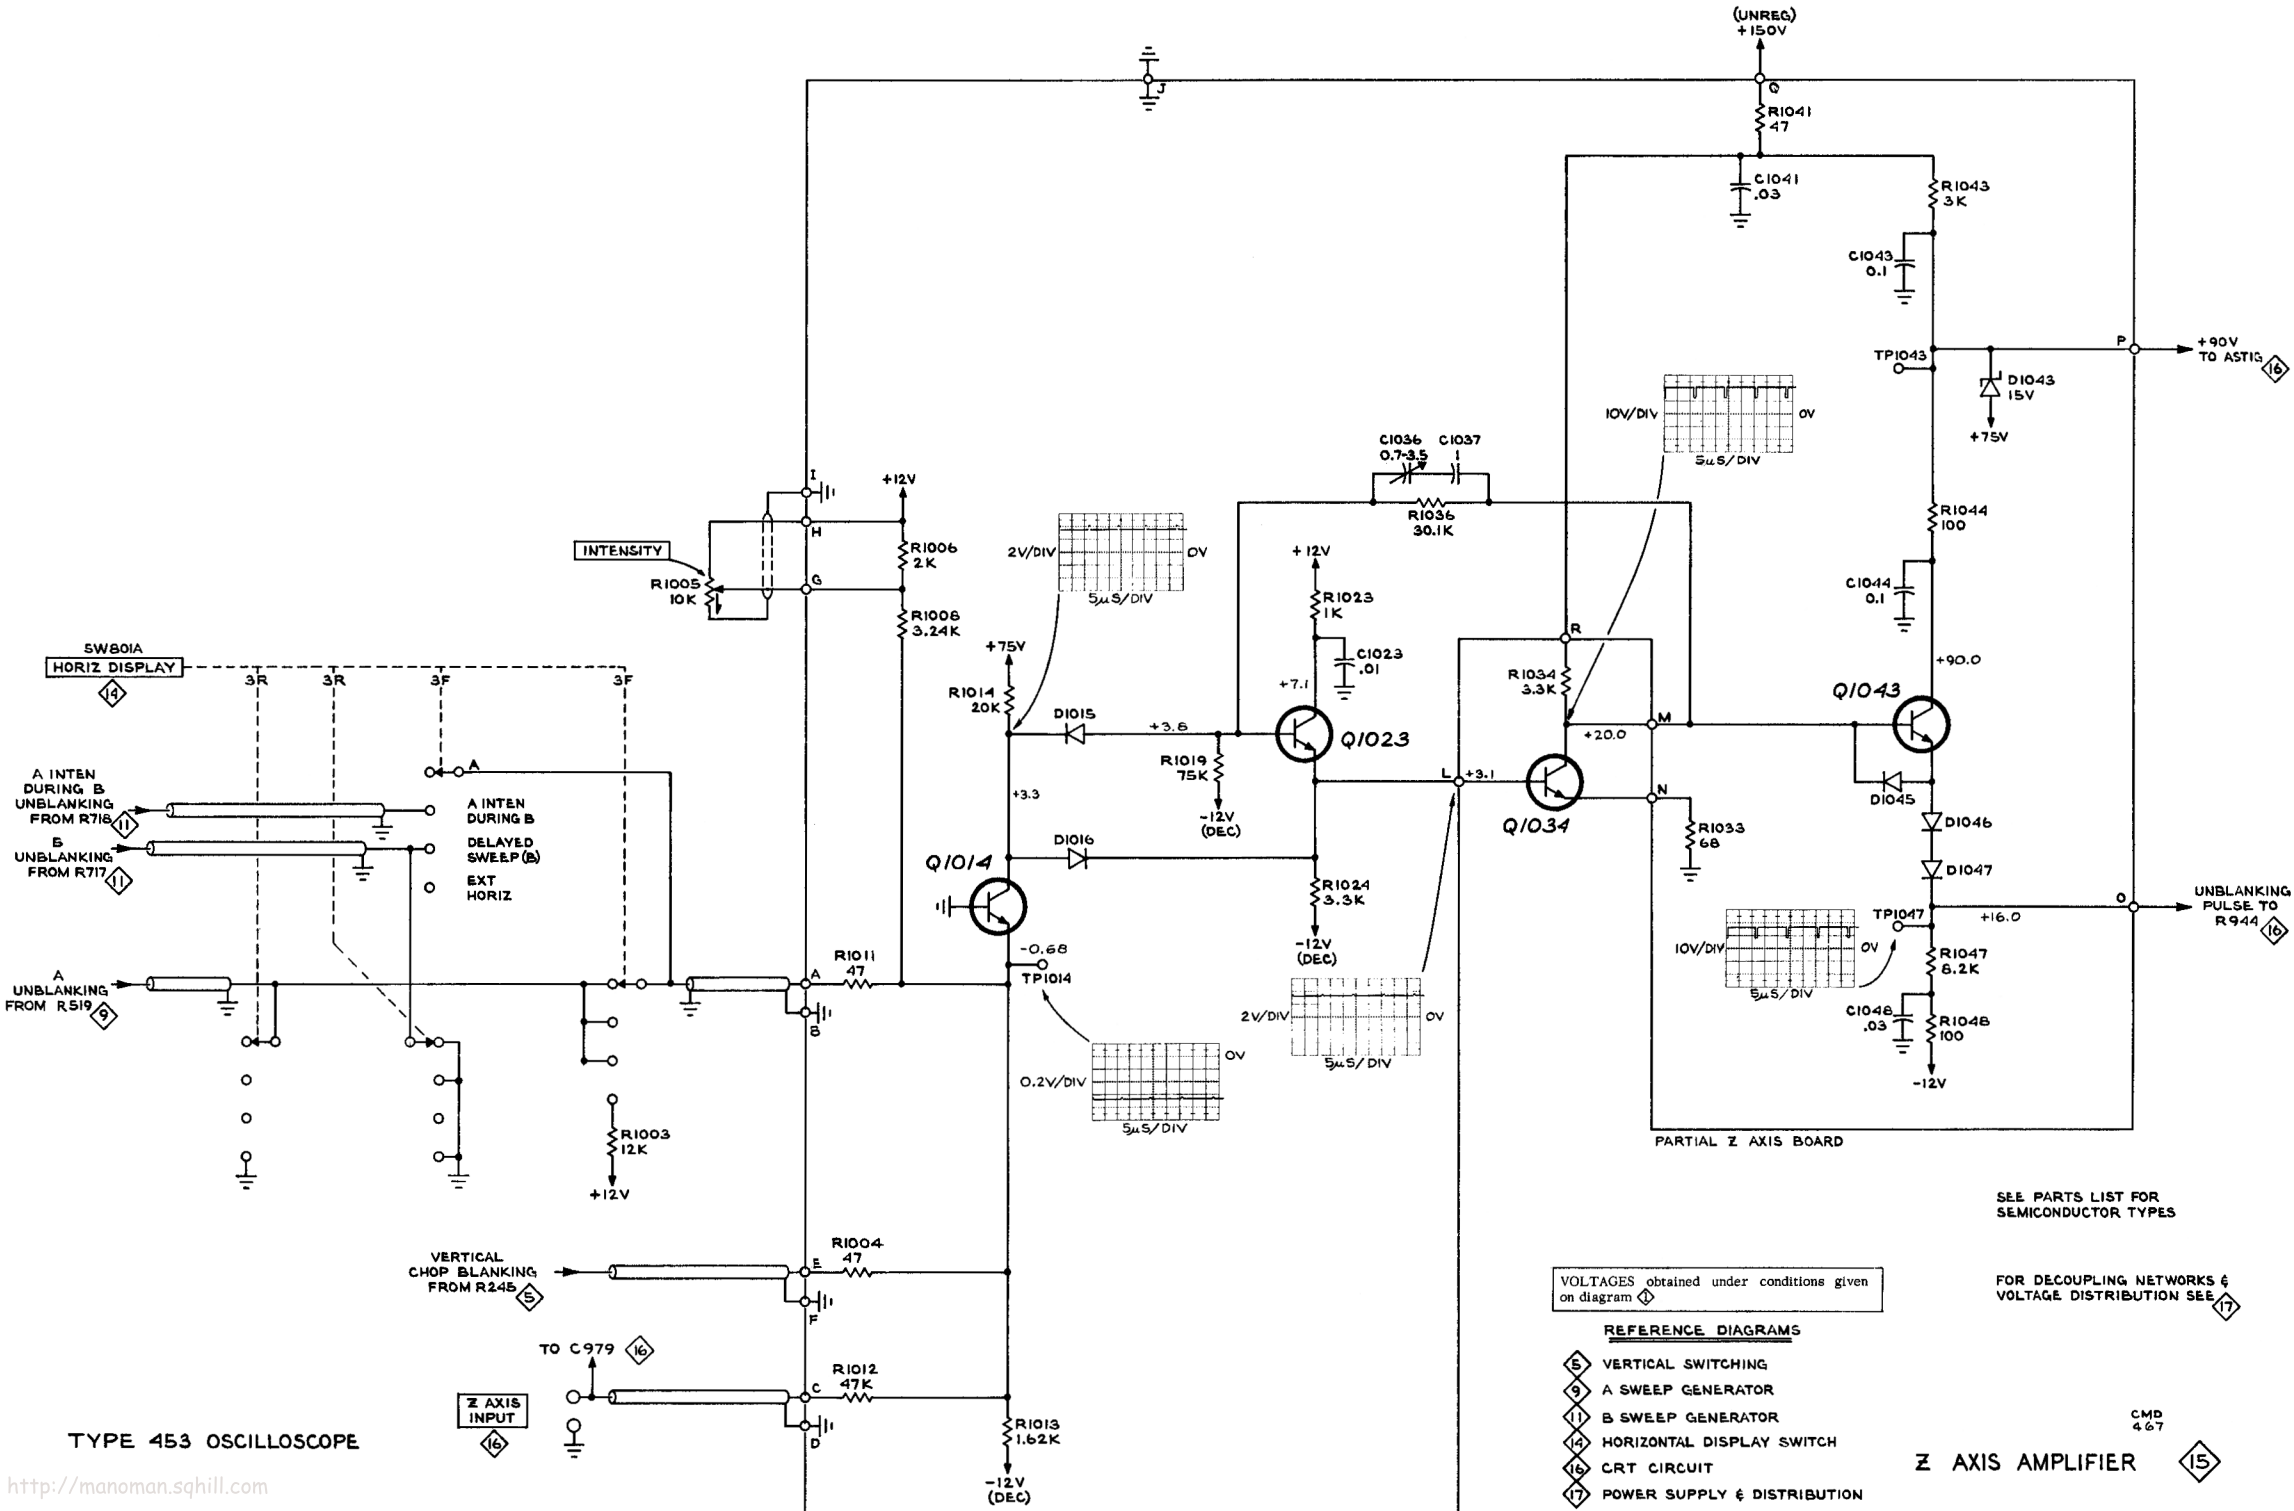 (UNREG)
+150V
J
Q
R1041
47
C1041
.03
R1043
3K
C1043
0.1
TP1043
P
+90V
TO ASTIG
16
D1043
15V
+75V
10V/DIV
0V
5µS/DIV
C1036
0.7-3.5
C1037
1
R1036
30.1K
R1044
100
C1044
0.1
I
+12V
H
INTENSITY
R1005
10K
G
R1006
2K
R1008
3.24K
2V/DIV
0V
5µS/DIV
+12V
R1023
1K
C1023
.01
+7.1
R
R1034
3.3K
+90.0
Q1043
SW801A
HORIZ DISPLAY
14
3R
3R
3F
3F
+75V
R1014
20K
D1015
+3.8
Q1023
R1019
75K
-12V
(DEC)
M
+20.0
L
+3.1
Q1034
N
R1033
68
D1045
D1046
D1047
A INTEN
DURING B
UNBLANKING
FROM R718
11
A
A INTEN
DURING B
B
UNBLANKING
FROM R717
11
DELAYED
SWEEP (B)
EXT
HORIZ
+3.3
D1016
Q1014
R1024
3.3K
-12V
(DEC)
TP1047
+16.0
O
UNBLANKING
PULSE TO
R944
16
10V/DIV
0V
5µS/DIV
R1047
8.2K
C1048
.03
R1048
100
-12V
A
UNBLANKING
FROM R519
9
A
B
R1011
47
-0.68
TP1014
0.2V/DIV
0V
5µS/DIV
2V/DIV
0V
5µS/DIV
R1003
12K
+12V
PARTIAL Z AXIS BOARD
SEE PARTS LIST FOR
SEMICONDUCTOR TYPES
VERTICAL
CHOP BLANKING
FROM R245
5
E
F
R1004
47
TO C979
16
Z AXIS
INPUT
16
C
D
R1012
47K
R1013
1.62K
-12V
(DEC)
VOLTAGES obtained under conditions given
on diagram 1
FOR DECOUPLING NETWORKS &
VOLTAGE DISTRIBUTION SEE
17
REFERENCE DIAGRAMS
5 VERTICAL SWITCHING
9 A SWEEP GENERATOR
11 B SWEEP GENERATOR
14 HORIZONTAL DISPLAY SWITCH
16 CRT CIRCUIT
17 POWER SUPPLY & DISTRIBUTION
CMD
467
TYPE 453 OSCILLOSCOPE
Z AXIS AMPLIFIER
15
http://manoman.sqhill.com